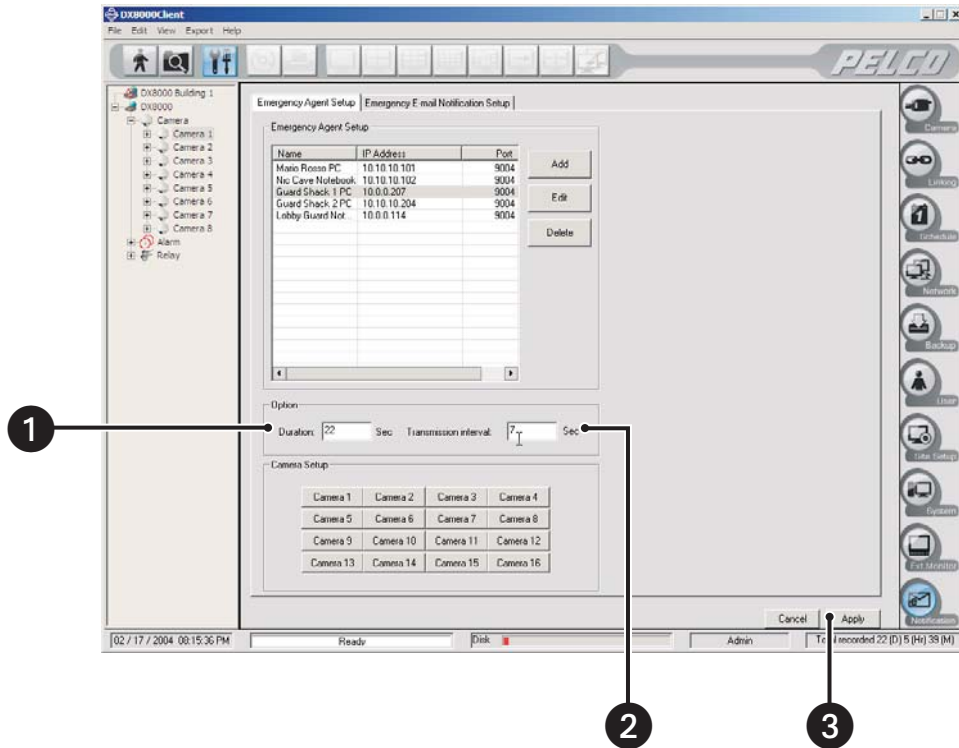 DX8000Client
File Edit View Export Help
PELCO
DX8000 Building 1
DX8000
Camera
Camera 1
Camera 2
Camera 3
Camera 4
Camera 5
Camera 6
Camera 7
Camera 8
Alarm
Relay
Emergency Agent Setup Emergency E-mail Notification Setup
Emergency Agent Setup
Name IP Address Port
Mario Rosso PC 10.10.10.101 9004
Nic Cave Notebook 10.10.10.102 9004
Guard Shack 1 PC 10.0.0.207 9004
Guard Shack 2 PC 10.10.10.204 9004
Lobby Guard Not... 10.0.0.114 9004
Add
Edit
Delete
Option
Duration: 22 Sec Transmission interval: 7 Sec
Camera Setup
Camera 1 Camera 2 Camera 3 Camera 4
Camera 5 Camera 6 Camera 7 Camera 8
Camera 9 Camera 10 Camera 11 Camera 12
Camera 13 Camera 14 Camera 15 Camera 16
Camera
Linking
Schedule
Network
Backup
User
Site Setup
System
Ext Monitor
Notification
Cancel Apply
02 / 17 / 2004 08:15:36 PM Ready Disk Admin Total recorded 22 (D) 5 (Hr) 39 (M)
1
2
3